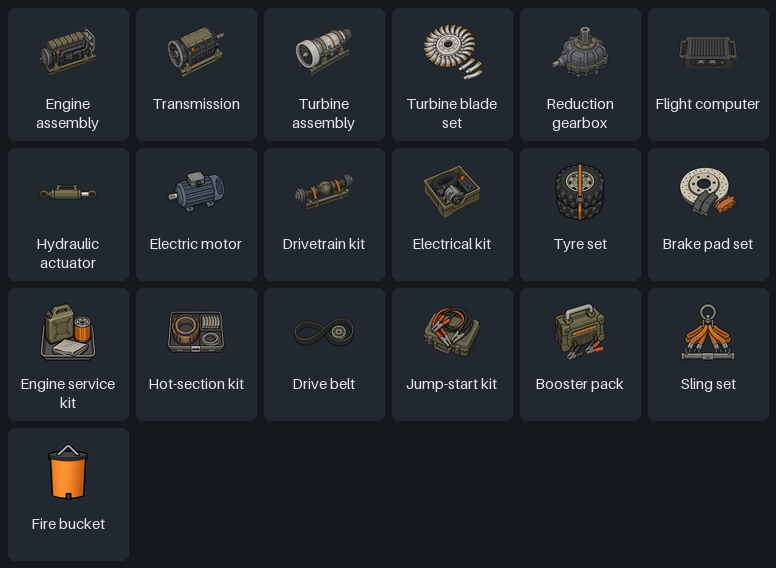 Engine
assembly
Transmission
Turbine
assembly
Turbine blade
set
Reduction
gearbox
Flight computer
Hydraulic
actuator
Electric motor
Drivetrain kit
Electrical kit
Tyre set
Brake pad set
Engine service
kit
Hot-section kit
Drive belt
Jump-start kit
Booster pack
Sling set
Fire bucket